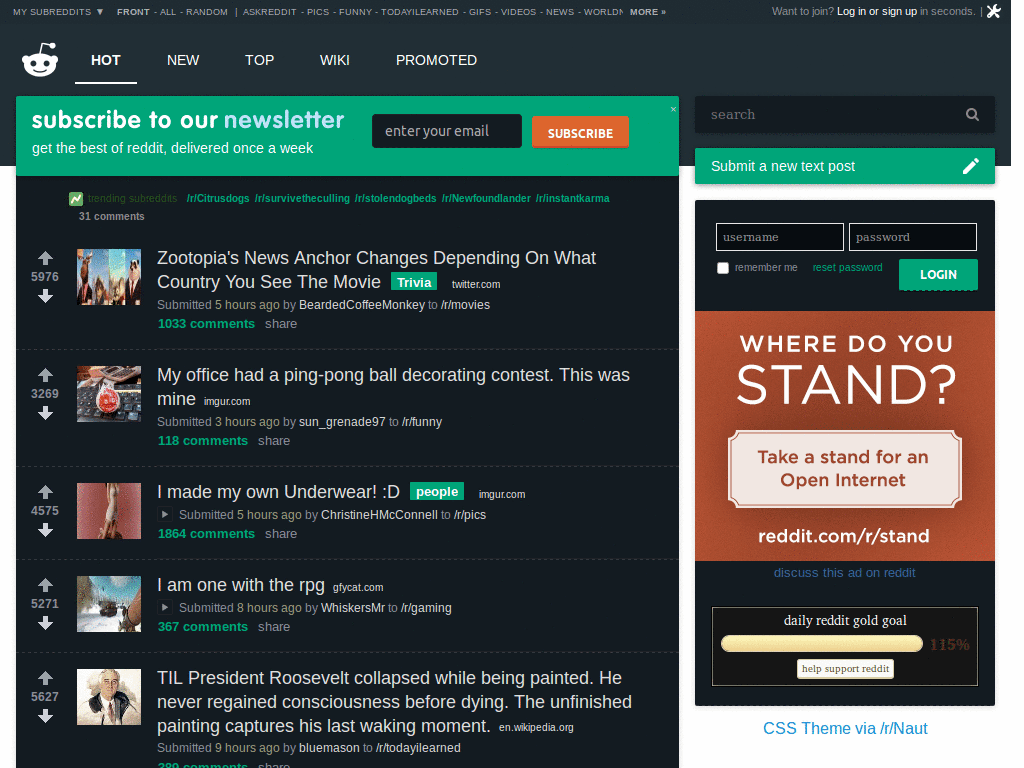 MY SUBREDDITS ▼ FRONT - ALL - RANDOM | ASKREDDIT - PICS - FUNNY - TODAYILEARNED - GIFS - VIDEOS - NEWS - WORLDN MORE »
Want to join? Log in or sign up in seconds. |
HOT NEW TOP WIKI PROMOTED
subscribe to our newsletter
get the best of reddit, delivered once a week
enter your email
SUBSCRIBE
×
trending subreddits /r/Citrusdogs /r/survivetheculling /r/stolendogbeds /r/Newfoundlander /r/instantkarma
31 comments
5976
Zootopia's News Anchor Changes Depending On What
Country You See The Movie Trivia twitter.com
Submitted 5 hours ago by BeardedCoffeeMonkey to /r/movies
1033 comments share
3269
My office had a ping-pong ball decorating contest. This was
mine imgur.com
Submitted 3 hours ago by sun_grenade97 to /r/funny
118 comments share
4575
I made my own Underwear! :D people imgur.com
Submitted 5 hours ago by ChristineHMcConnell to /r/pics
1864 comments share
5271
I am one with the rpg gfycat.com
Submitted 8 hours ago by WhiskersMr to /r/gaming
367 comments share
5627
TIL President Roosevelt collapsed while being painted. He
never regained consciousness before dying. The unfinished
painting captures his last waking moment. en.wikipedia.org
Submitted 9 hours ago by bluemason to /r/todayilearned
389 comments share
search
Submit a new text post
username password
remember me reset password LOGIN
WHERE DO YOU
STAND?
Take a stand for an
Open Internet
reddit.com/r/stand
discuss this ad on reddit
daily reddit gold goal
115%
help support reddit
CSS Theme via /r/Naut